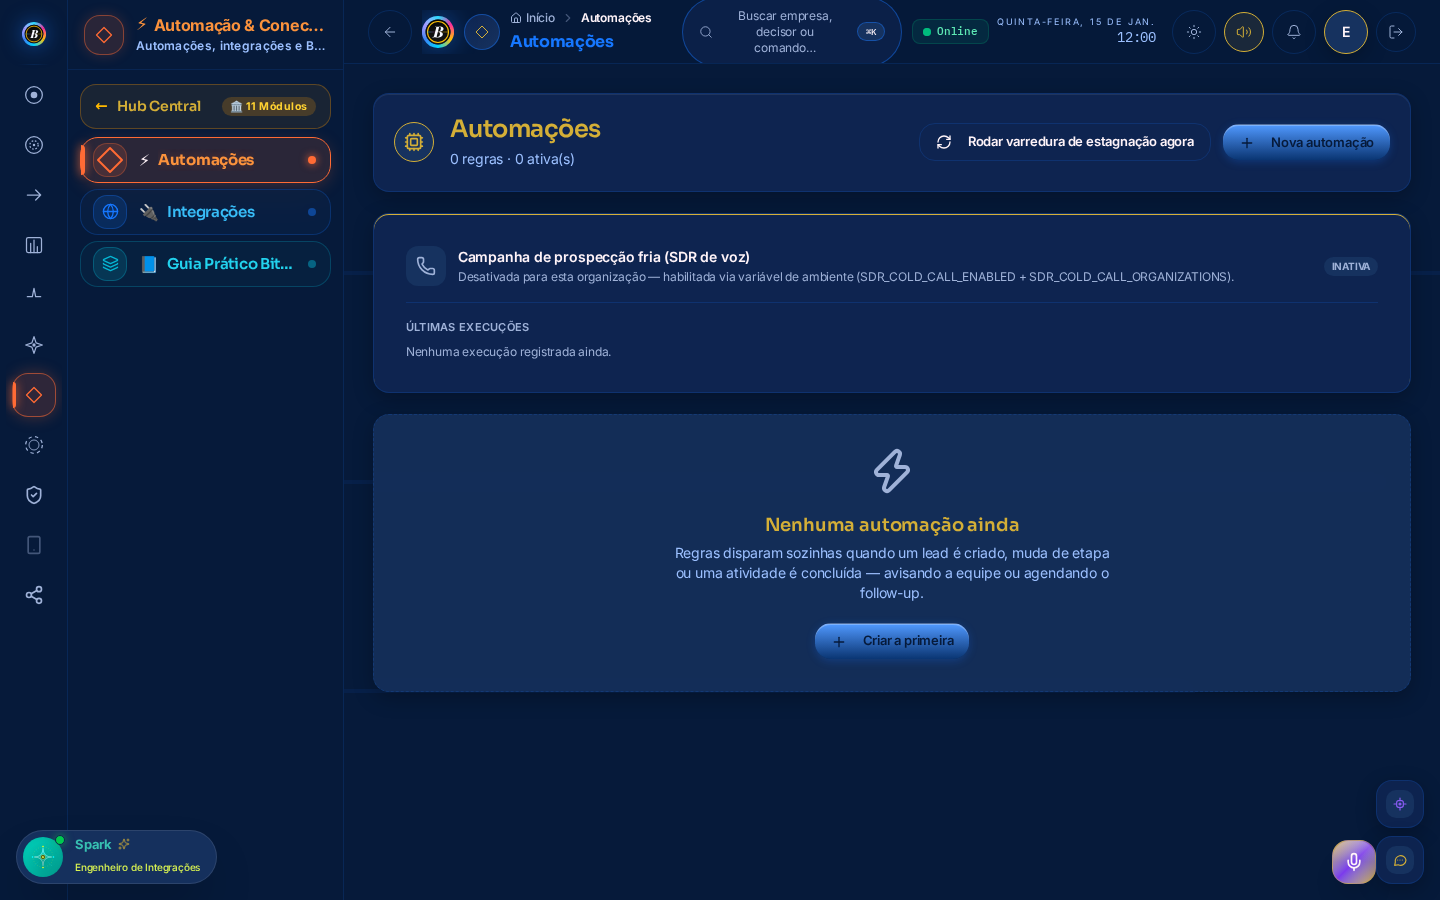 ⚡ Automação & Conec...
Automações, integrações e B...
← Hub Central
🏛️ 11 Módulos
⚡ Automações
🔌 Integrações
📘 Guia Prático Bit...
Spark
Engenheiro de Integrações
B
Início > Automações
Automações
Buscar empresa,
decisor ou
comando...
⌘K
Online
QUINTA-FEIRA, 15 DE JAN.
12:00
E
Automações
0 regras · 0 ativa(s)
Rodar varredura de estagnação agora
+ Nova automação
Campanha de prospecção fria (SDR de voz)
Desativada para esta organização — habilitada via variável de ambiente (SDR_COLD_CALL_ENABLED + SDR_COLD_CALL_ORGANIZATIONS).
INATIVA
ÚLTIMAS EXECUÇÕES
Nenhuma execução registrada ainda.
Nenhuma automação ainda
Regras disparam sozinhas quando um lead é criado, muda de etapa
ou uma atividade é concluída — avisando a equipe ou agendando o
follow-up.
+ Criar a primeira